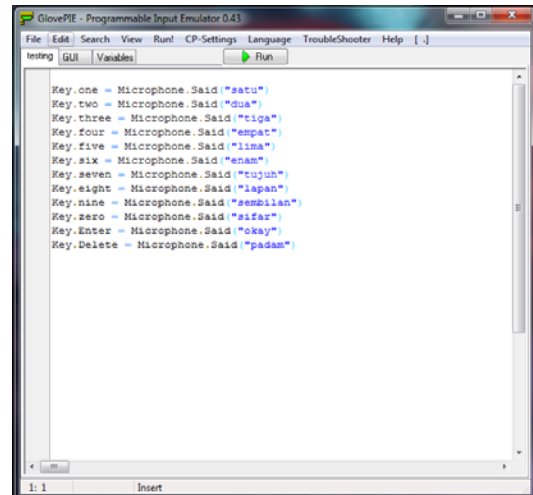 GlovePIE - Programmable Input Emulator 0.43
File Edit Search View Run! CP-Settings Language TroubleShooter Help [ .]
testing GUI Variables Run
Key.one = Microphone.Said("satu")
Key.two = Microphone.Said("dua")
Key.three = Microphone.Said("tiga")
Key.four = Microphone.Said("empat")
Key.five = Microphone.Said("lima")
Key.six = Microphone.Said("enam")
Key.seven = Microphone.Said("tujuh")
Key.eight = Microphone.Said("lapan")
Key.nine = Microphone.Said("sembilan")
Key.zero = Microphone.Said("sifar")
Key.Enter = Microphone.Said("okay")
Key.Delete = Microphone.Said("padam")
1: 1 Insert